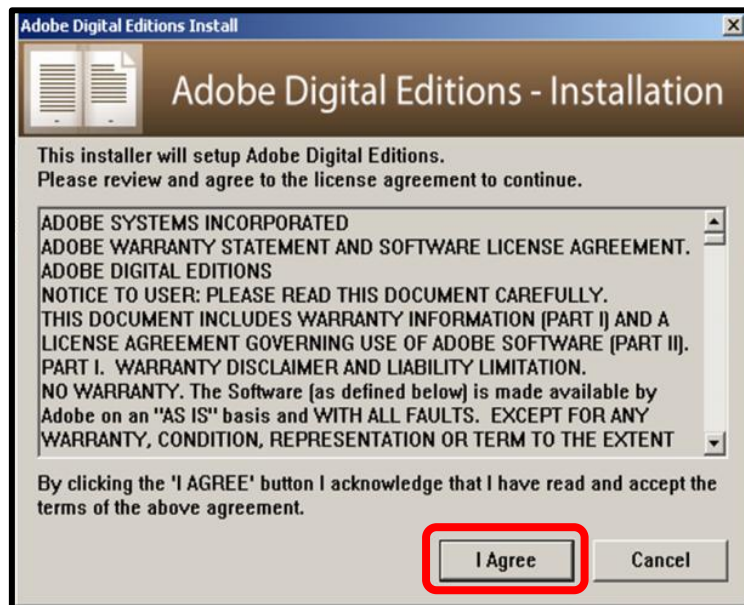 Adobe Digital Editions Install
Adobe Digital Editions - Installation
This installer will setup Adobe Digital Editions.
Please review and agree to the license agreement to continue.
ADOBE SYSTEMS INCORPORATED
ADOBE WARRANTY STATEMENT AND SOFTWARE LICENSE AGREEMENT.
ADOBE DIGITAL EDITIONS
NOTICE TO USER: PLEASE READ THIS DOCUMENT CAREFULLY.
THIS DOCUMENT INCLUDES WARRANTY INFORMATION (PART I) AND A
LICENSE AGREEMENT GOVERNING USE OF ADOBE SOFTWARE (PART II).
PART I. WARRANTY DISCLAIMER AND LIABILITY LIMITATION.
NO WARRANTY. The Software (as defined below) is made available by
Adobe on an "AS IS" basis and WITH ALL FAULTS. EXCEPT FOR ANY
WARRANTY, CONDITION, REPRESENTATION OR TERM TO THE EXTENT
By clicking the 'I AGREE' button I acknowledge that I have read and accept the
terms of the above agreement.
I Agree
Cancel